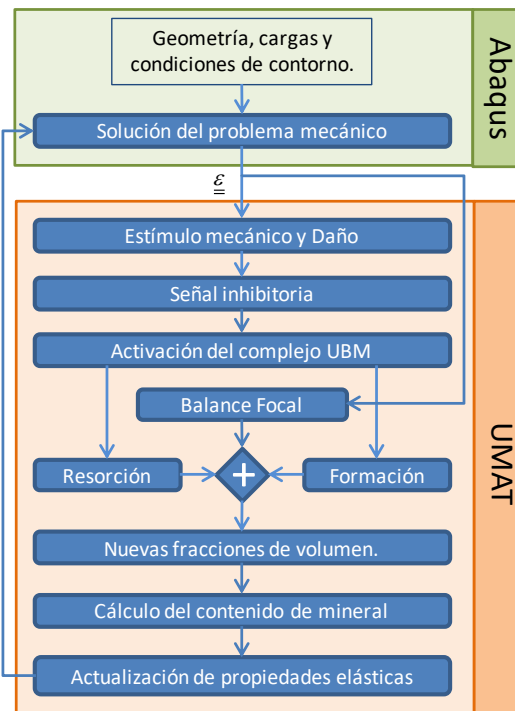 Geometría, cargas y
condiciones de contorno.
Abaqus
Solución del problema mecánico
ε
Estímulo mecánico y Daño
Señal inhibitoria
Activación del complejo UBM
Balance Focal
UMAT
Resorción
+
Formación
Nuevas fracciones de volumen.
Cálculo del contenido de mineral
Actualización de propiedades elásticas